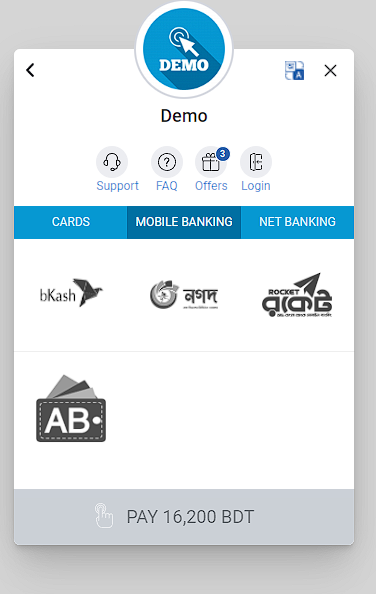 DEMO
Demo
3
Support FAQ Offers Login
CARDS MOBILE BANKING NET BANKING
bKash নগদ ROCKET
রকেট
AB
PAY 16,200 BDT